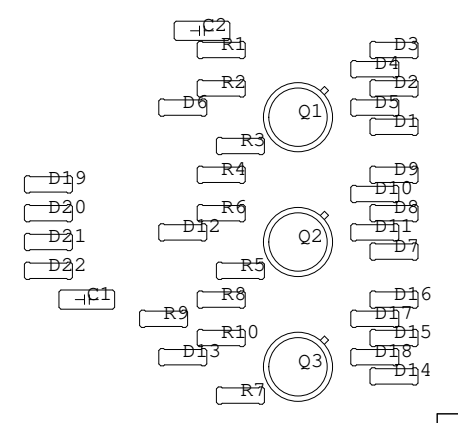 C2
R1 D3
D4
R2 D2
D6 Q1 D5
D1
R3
R4 D9
D19 D10
D20 R6 D8
D12 Q2 D11
D21 D7
D22 R5
C1 R8 D16
R9 D17
R10 D15
D13 Q3 D18
D14
R7